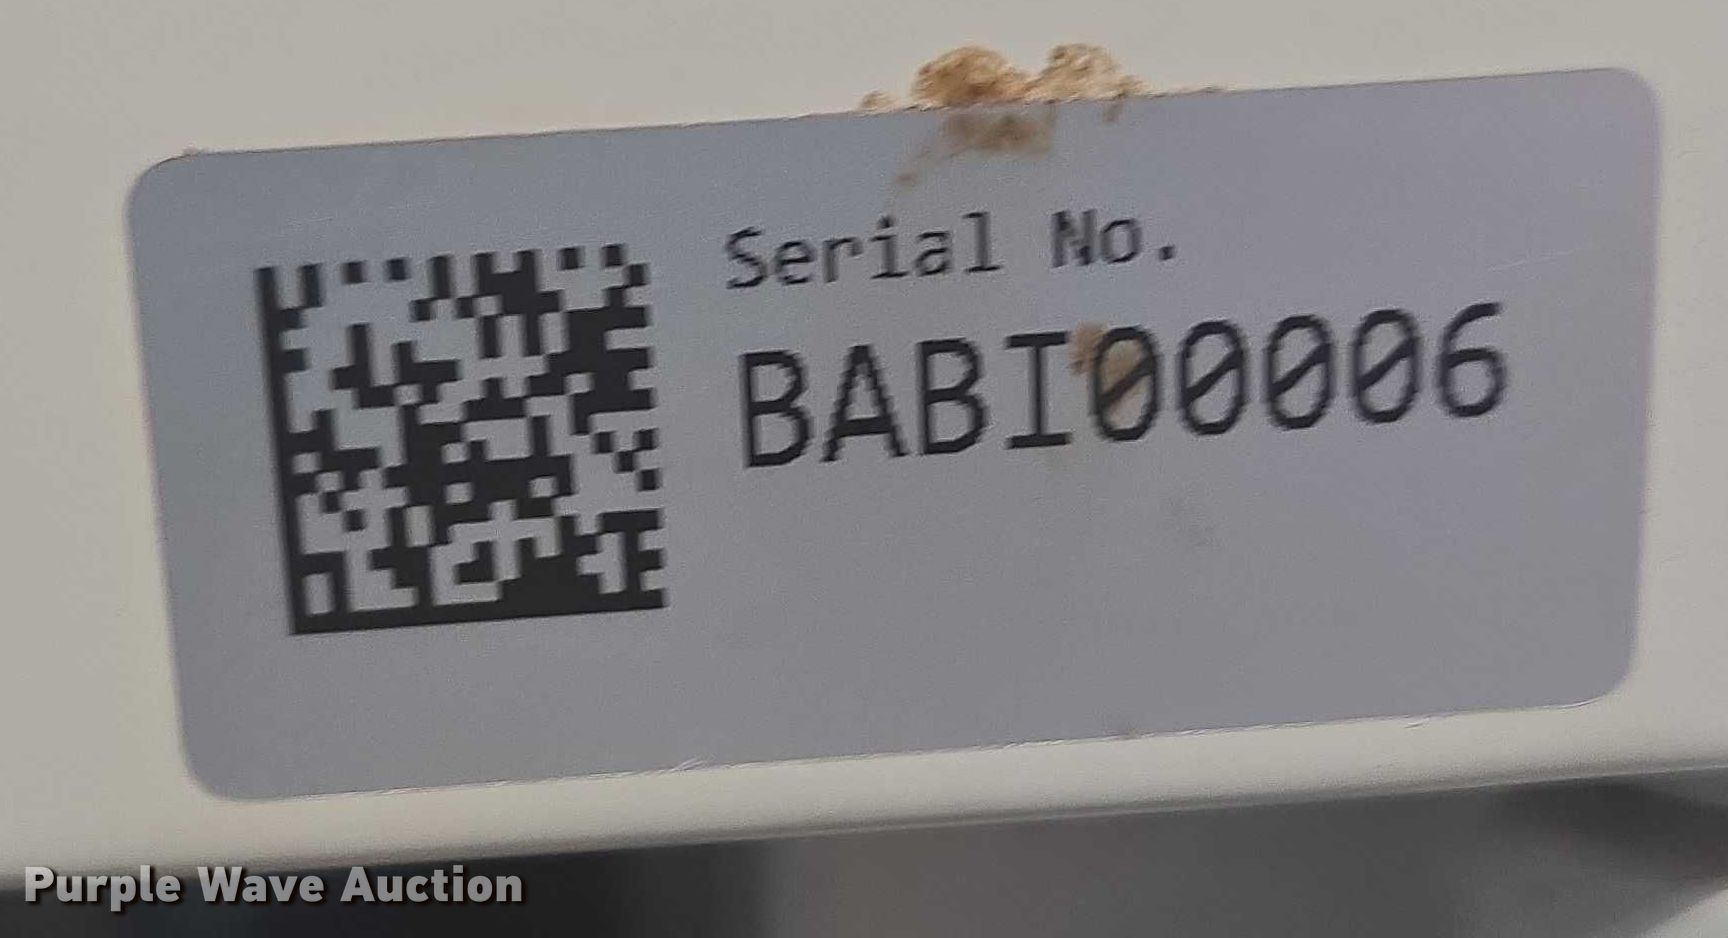 Serial No.
BABI00006
Purple Wave Auction